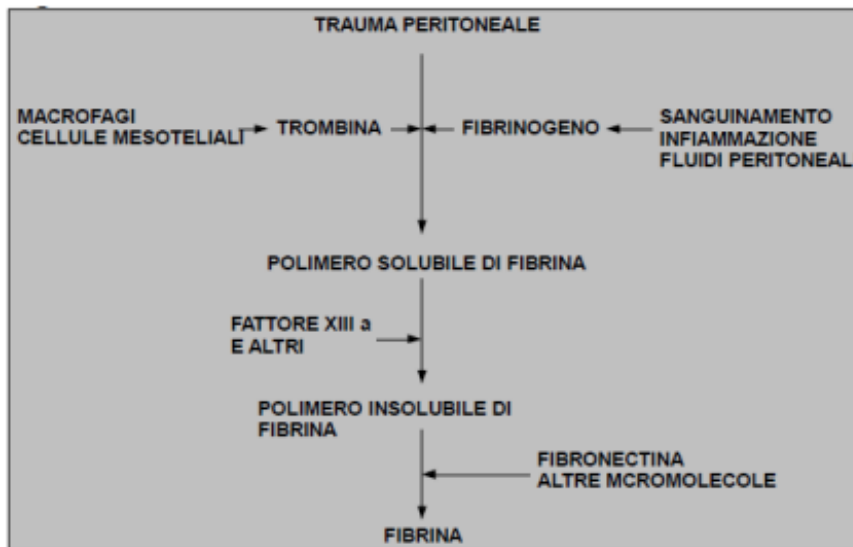 TRAUMA PERITONEALE
MACROFAGI
CELLULE MESOTELIALI
TROMBINA
FIBRINOGENO
SANGUINAMENTO
INFIAMMAZIONE
FLUIDI PERITONEAL
POLIMERO SOLUBILE DI FIBRINA
FATTORE XIII a
E ALTRI
POLIMERO INSOLUBILE DI
FIBRINA
FIBRONECTINA
ALTRE MCROMOLECOLE
FIBRINA